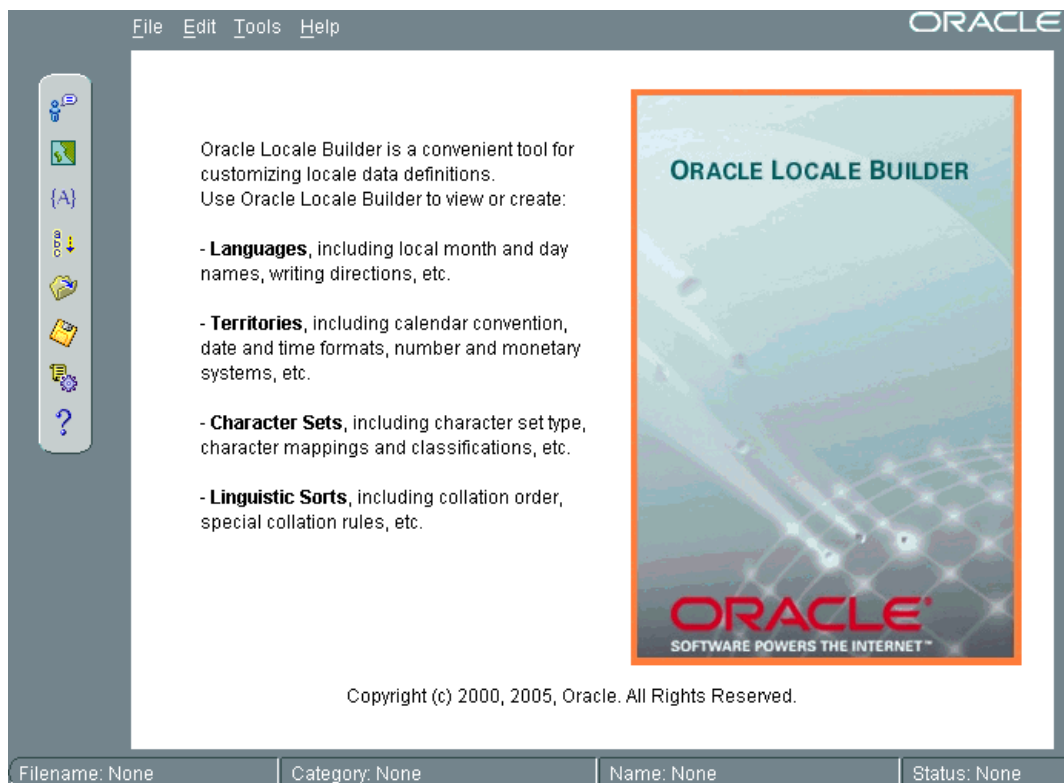 File Edit Tools Help
ORACLE
Oracle Locale Builder is a convenient tool for
customizing locale data definitions.
Use Oracle Locale Builder to view or create:
- Languages, including local month and day
names, writing directions, etc.
- Territories, including calendar convention,
date and time formats, number and monetary
systems, etc.
- Character Sets, including character set type,
character mappings and classifications, etc.
- Linguistic Sorts, including collation order,
special collation rules, etc.
ORACLE LOCALE BUILDER
ORACLE®
SOFTWARE POWERS THE INTERNET™
Copyright (c) 2000, 2005, Oracle. All Rights Reserved.
Filename: None
Category: None
Name: None
Status: None
{A}
a
b
c
?